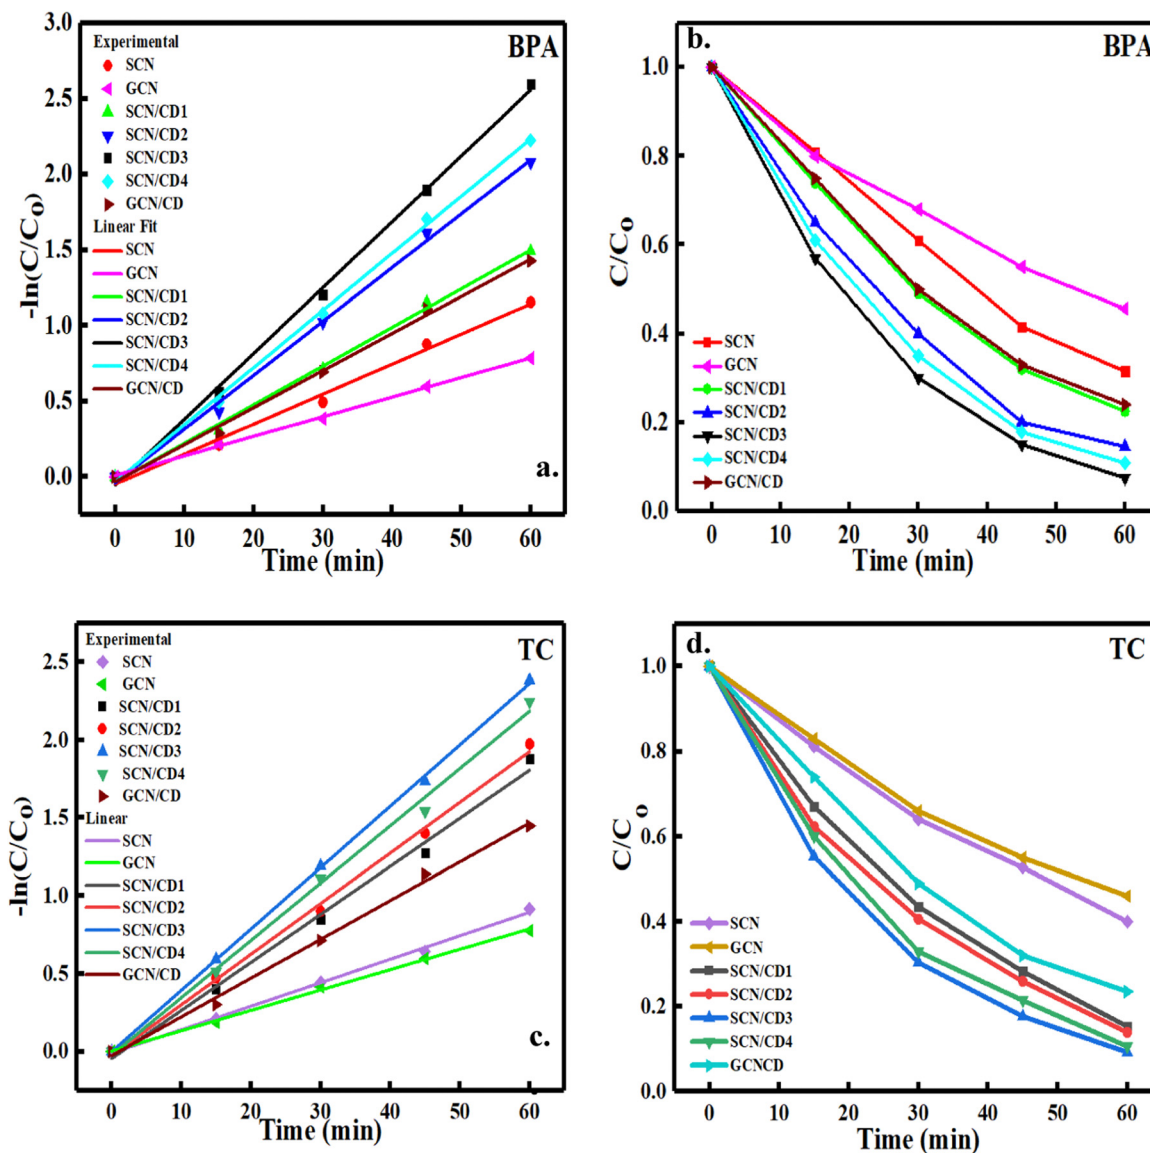 BPA
Experimental
SCN
GCN
SCN/CD1
SCN/CD2
SCN/CD3
SCN/CD4
GCN/CD
Linear Fit
SCN
GCN
SCN/CD1
SCN/CD2
SCN/CD3
SCN/CD4
GCN/CD
a.
3.0
2.5
2.0
1.5
1.0
0.5
0.0
-ln(C/C₀)
0 10 20 30 40 50 60
Time (min)
b.
BPA
SCN
GCN
SCN/CD1
SCN/CD2
SCN/CD3
SCN/CD4
GCN/CD
1.0
0.8
0.6
0.4
0.2
0.0
C/C₀
0 10 20 30 40 50 60
Time (min)
TC
Experimental
SCN
GCN
SCN/CD1
SCN/CD2
SCN/CD3
SCN/CD4
GCN/CD
Linear
SCN
GCN
SCN/CD1
SCN/CD2
SCN/CD3
SCN/CD4
GCN/CD
c.
2.5
2.0
1.5
1.0
0.5
0.0
-ln(C/C₀)
0 10 20 30 40 50 60
Time (min)
d.
TC
SCN
GCN
SCN/CD1
SCN/CD2
SCN/CD3
SCN/CD4
GCNCD
1.0
0.8
0.6
0.4
0.2
0.0
C/C₀
0 10 20 30 40 50 60
Time (min)